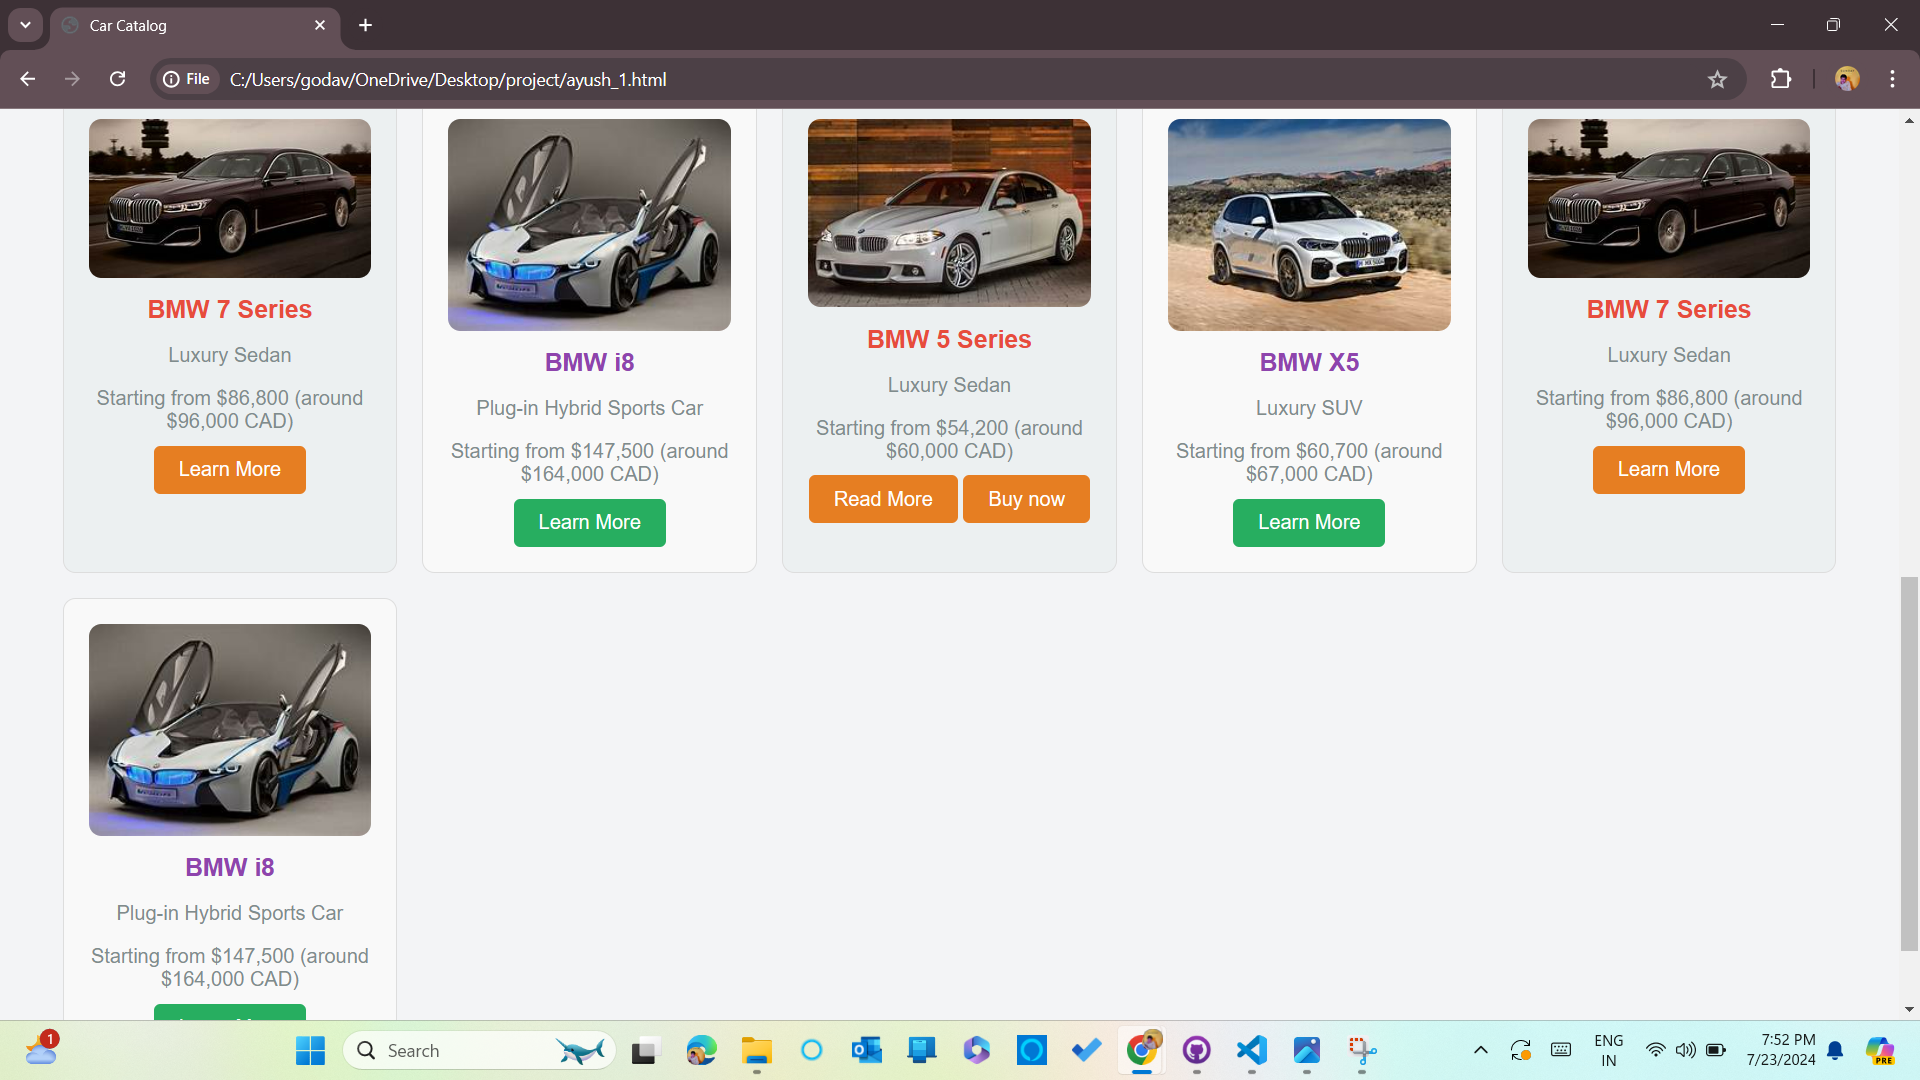 Car Catalog
File
C:/Users/godav/OneDrive/Desktop/project/ayush_1.html
BMW 7 Series
Luxury Sedan
Starting from $86,800 (around
$96,000 CAD)
Learn More
BMW i8
Plug-in Hybrid Sports Car
Starting from $147,500 (around
$164,000 CAD)
Learn More
BMW 5 Series
Luxury Sedan
Starting from $54,200 (around
$60,000 CAD)
Read More
Buy now
BMW X5
Luxury SUV
Starting from $60,700 (around
$67,000 CAD)
Learn More
BMW 7 Series
Luxury Sedan
Starting from $86,800 (around
$96,000 CAD)
Learn More
BMW i8
Plug-in Hybrid Sports Car
Starting from $147,500 (around
$164,000 CAD)
1
Search
ENG
IN
7:52 PM
7/23/2024
PRE